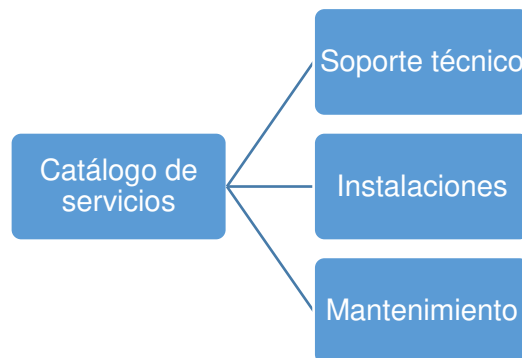 Soporte técnico
Catálogo de
servicios
Instalaciones
Mantenimiento